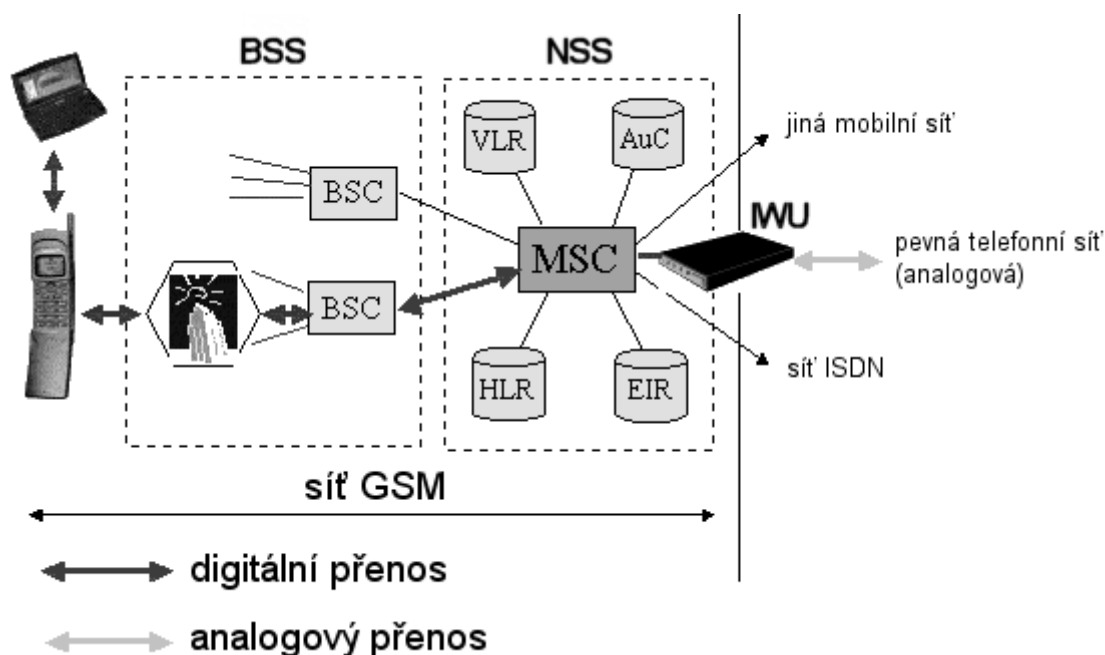 BSS
NSS
VLR
AuC
jiná mobilní síť
BSC
IWU
MSC
pevná telefonní síť
(analogová)
BSC
síť ISDN
HLR
EIR
síť GSM
digitální přenos
analogový přenos